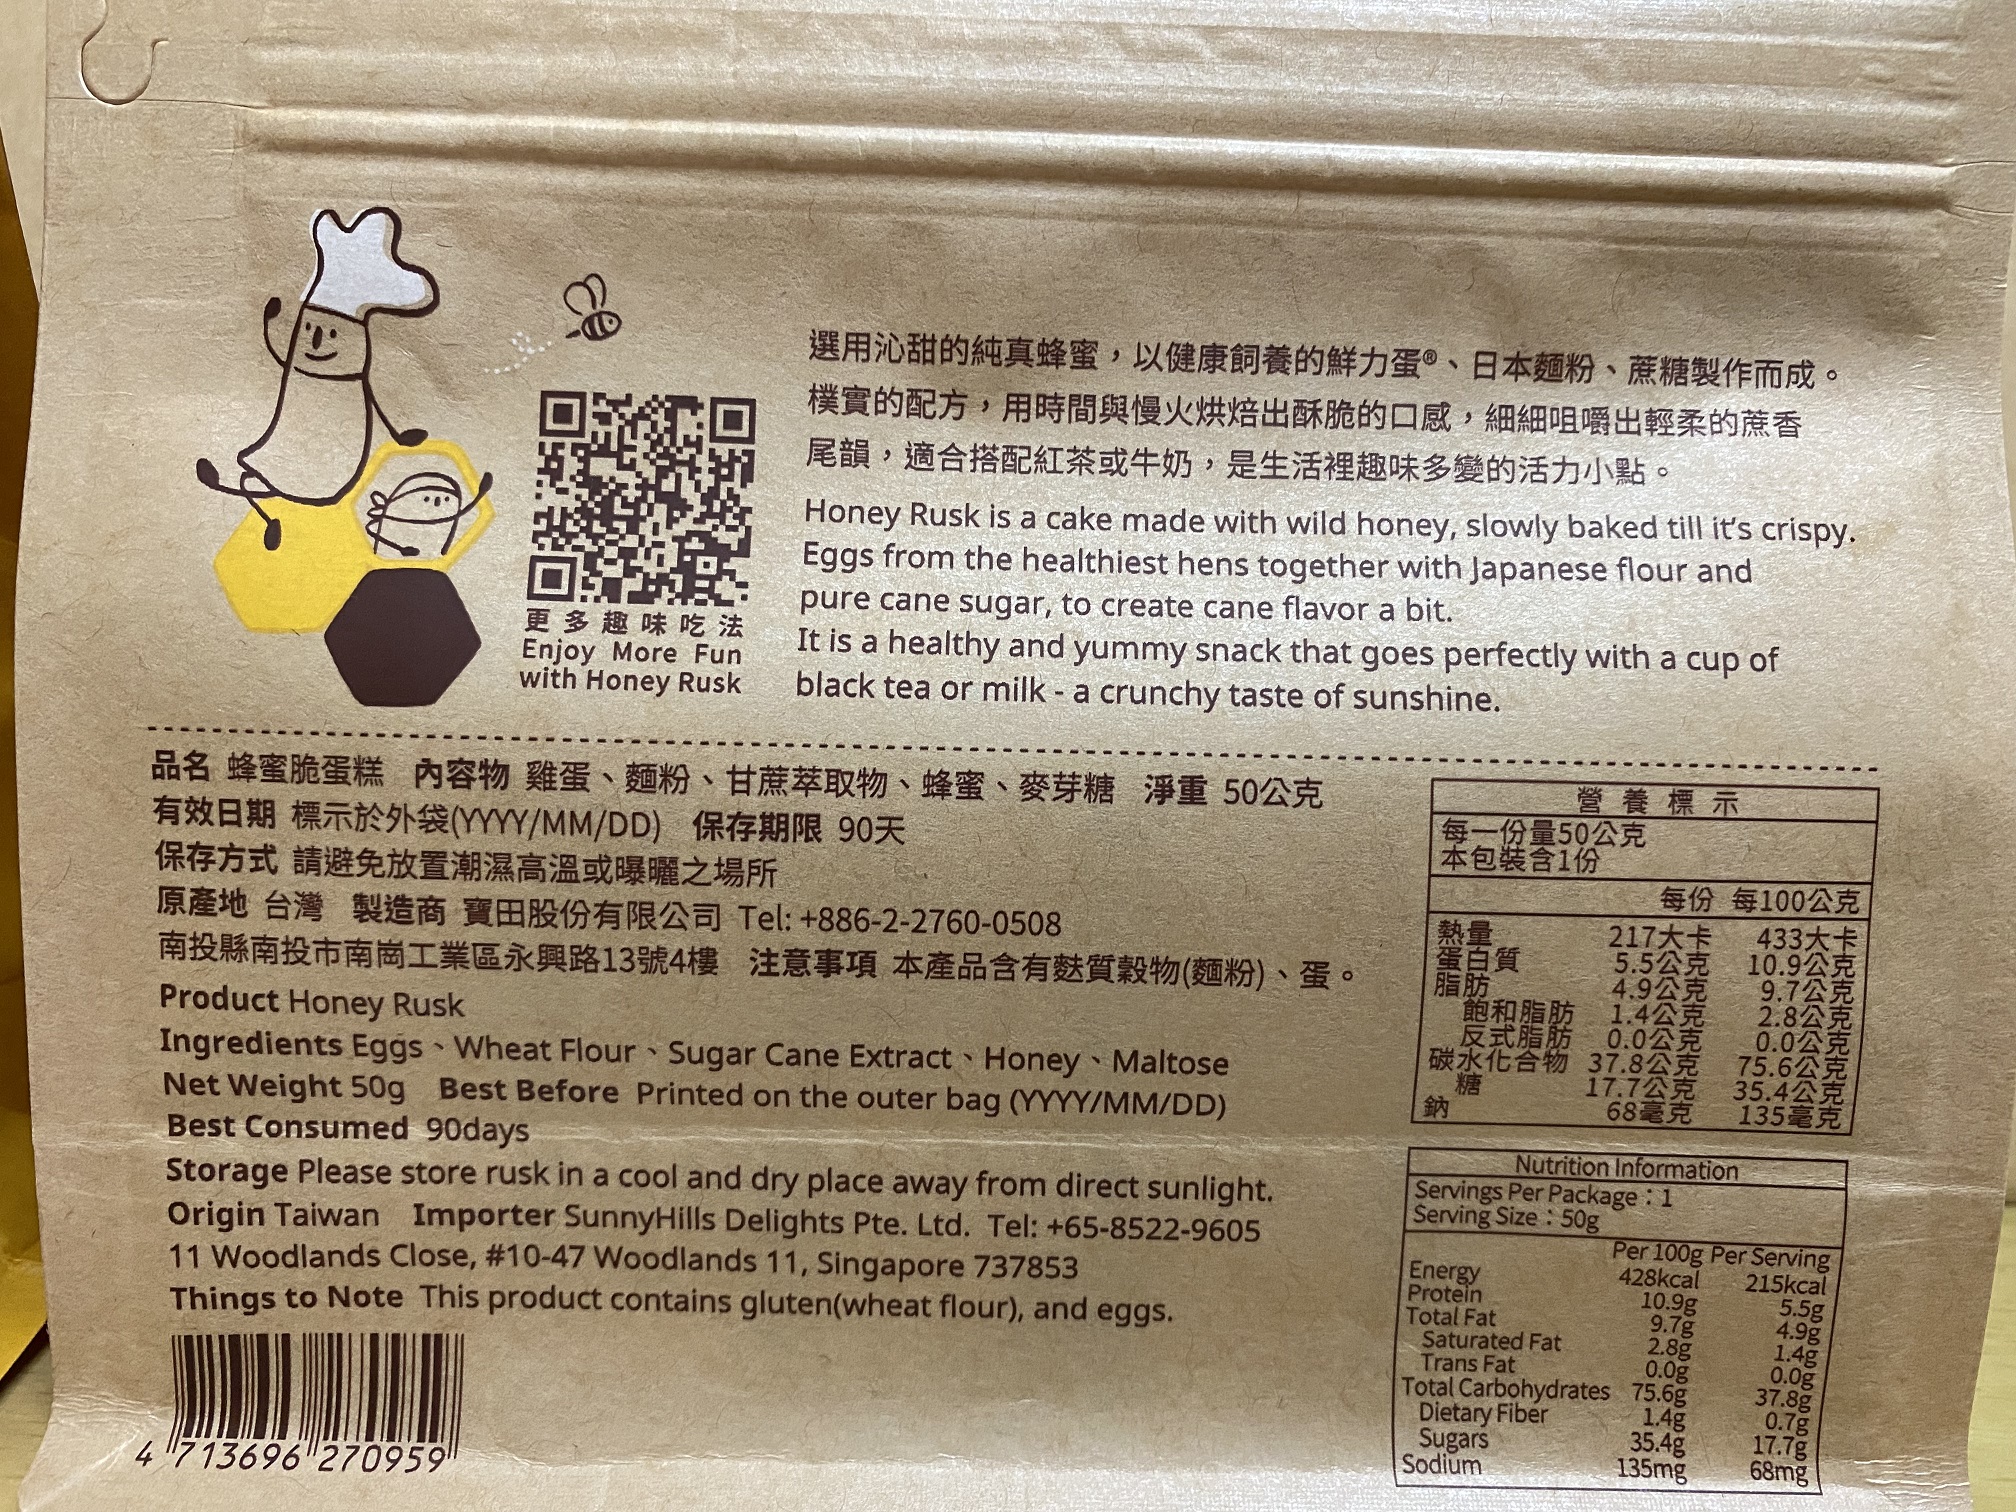 選用沁甜的純真蜂蜜，以健康飼養的鮮力蛋®、日本麵粉、蔗糖製作而成。
樸實的配方，用時間與慢火烘焙出酥脆的口感，細細咀嚼出輕柔的蔗香
尾韻，適合搭配紅茶或牛奶，是生活裡趣味多變的活力小點。
Honey Rusk is a cake made with wild honey, slowly baked till it's crispy.
Eggs from the healthiest hens together with Japanese flour and
pure cane sugar, to create cane flavor a bit.
It is a healthy and yummy snack that goes perfectly with a cup of
black tea or milk - a crunchy taste of sunshine.
更多趣味吃法
Enjoy More Fun
with Honey Rusk
品名 蜂蜜脆蛋糕 內容物 雞蛋、麵粉、甘蔗萃取物、蜂蜜、麥芽糖 淨重 50公克
有效日期 標示於外袋(YYYY/MM/DD) 保存期限 90天
保存方式 請避免放置潮濕高溫或曝曬之場所
原產地 台灣 製造商 寶田股份有限公司 Tel: +886-2-2760-0508
南投縣南投市南崗工業區永興路13號4樓 注意事項 本產品含有麩質穀物(麵粉)、蛋。
Product Honey Rusk
Ingredients Eggs、Wheat Flour、Sugar Cane Extract、Honey、Maltose
Net Weight 50g Best Before Printed on the outer bag (YYYY/MM/DD)
Best Consumed 90days
Storage Please store rusk in a cool and dry place away from direct sunlight.
Origin Taiwan Importer SunnyHills Delights Pte. Ltd. Tel: +65-8522-9605
11 Woodlands Close, #10-47 Woodlands 11, Singapore 737853
Things to Note This product contains gluten(wheat flour), and eggs.
4 713696 270959
營養標示
每一份量50公克
本包裝含1份
每份 每100公克
熱量 217大卡 433大卡
蛋白質 5.5公克 10.9公克
脂肪 4.9公克 9.7公克
飽和脂肪 1.4公克 2.8公克
反式脂肪 0.0公克 0.0公克
碳水化合物 37.8公克 75.6公克
糖 17.7公克 35.4公克
鈉 68毫克 135毫克
Nutrition Information
Servings Per Package：1
Serving Size：50g
Per 100g Per Serving
Energy 428kcal 215kcal
Protein 10.9g 5.5g
Total Fat 9.7g 4.9g
Saturated Fat 2.8g 1.4g
Trans Fat 0.0g 0.0g
Total Carbohydrates 75.6g 37.8g
Dietary Fiber 1.4g 0.7g
Sugars 35.4g 17.7g
Sodium 135mg 68mg